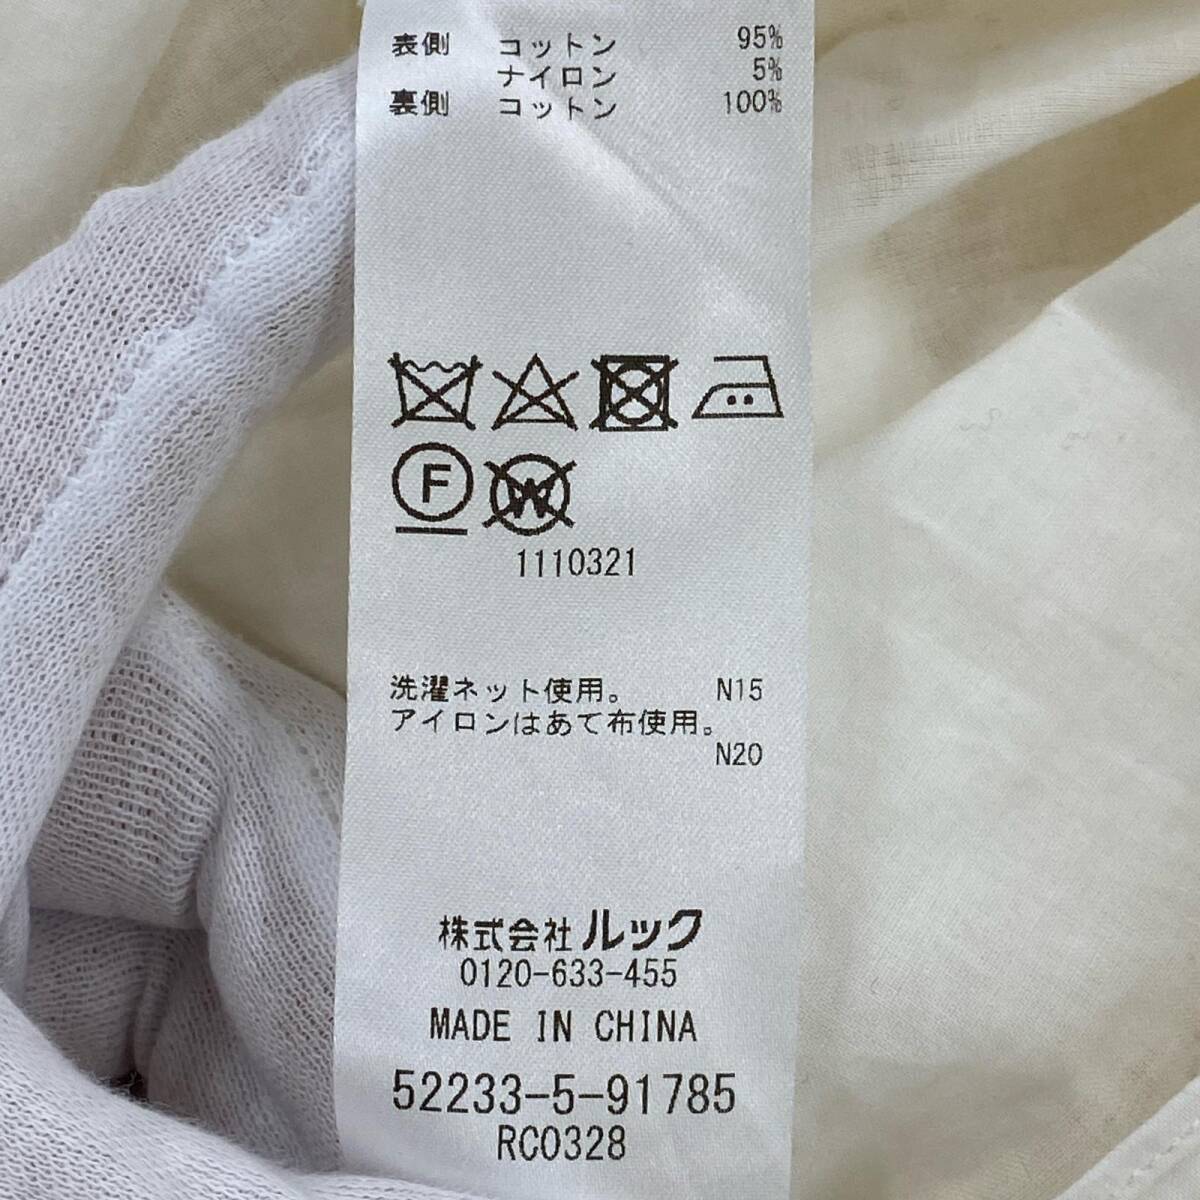 表側 コットン 95%
ナイロン 5%
裏側 コットン 100%
F W
1110321
洗濯ネット使用。 N15
アイロンはあて布使用。
N20
株式会社 ルック
0120-633-455
MADE IN CHINA
52233-5-91785
RC0328